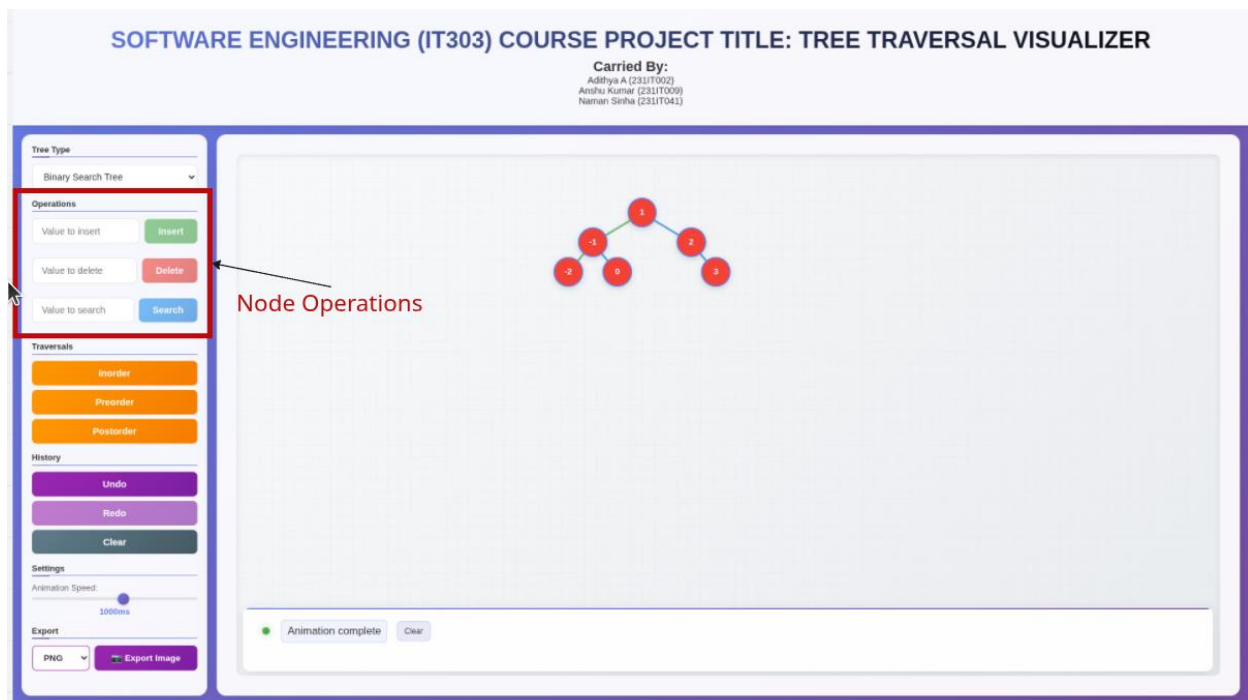 SOFTWARE ENGINEERING (IT303) COURSE PROJECT TITLE: TREE TRAVERSAL VISUALIZER
Carried By:
Adithya A (231IT002)
Anshu Kumar (231IT009)
Naman Sinha (231IT041)
Tree Type
Binary Search Tree
Operations
Value to insert Insert
Value to delete Delete
Value to search Search
Node Operations
Traversals
Inorder
Preorder
Postorder
History
Undo
Redo
Clear
Settings
Animation Speed:
1000ms
Export
PNG Export Image
1
-1 2
-2 0 3
Animation complete Clear